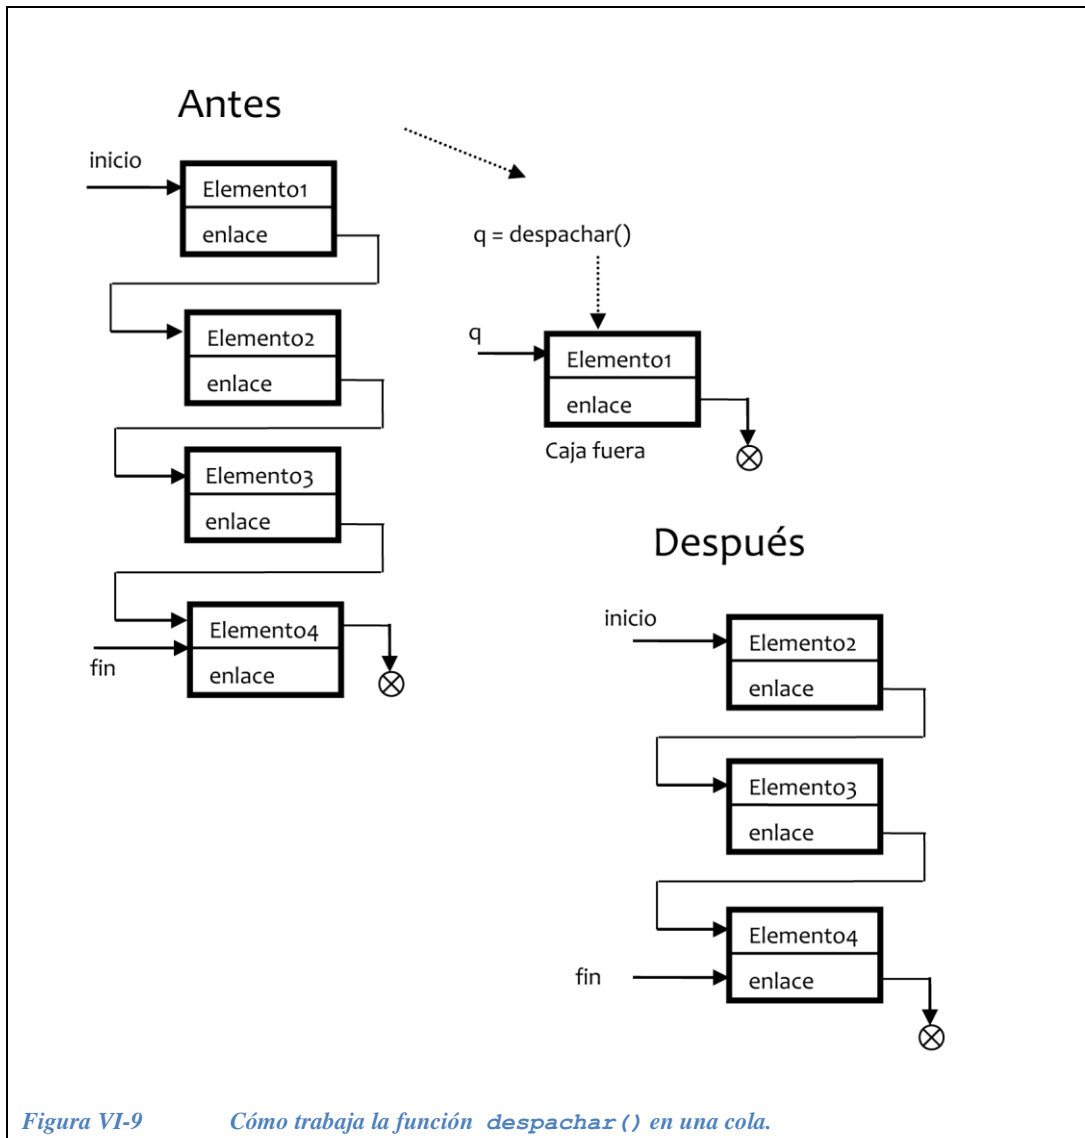 Antes
inicio
Elemento1
enlace
Elemento2
enlace
Elemento3
enlace
Elemento4
fin
enlace
q = despachar()
q
Elemento1
enlace
Caja fuera
Después
inicio
Elemento2
enlace
Elemento3
enlace
Elemento4
fin
enlace
Figura VI-9 Cómo trabaja la función despachar() en una cola.